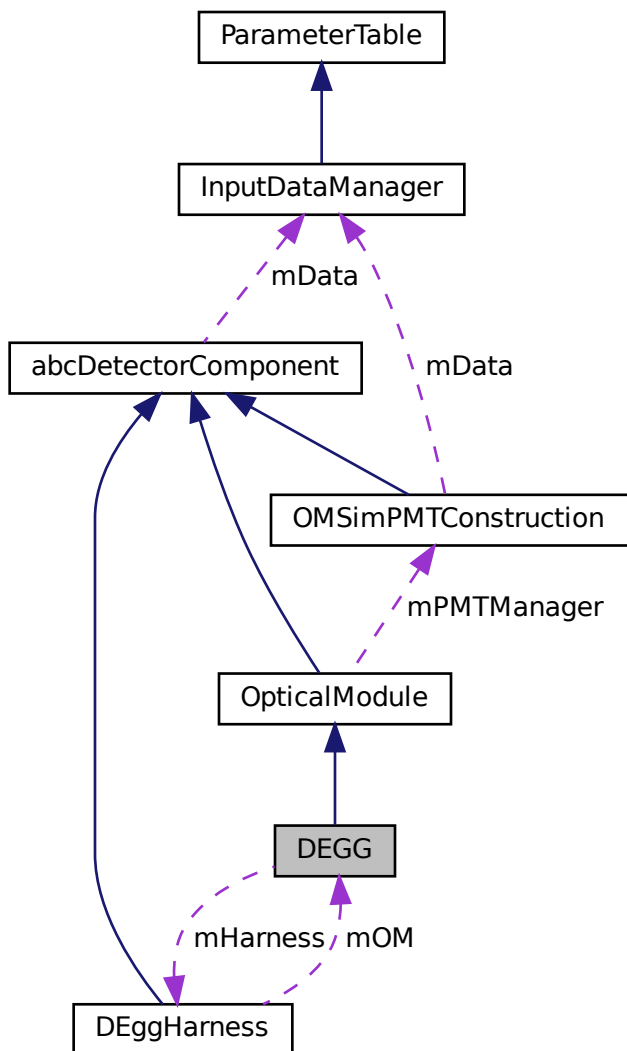 ParameterTable
InputDataManager
mData
abcDetectorComponent
mData
OMSimPMTConstruction
mPMTManager
OpticalModule
DEGG
mHarness
mOM
DEggHarness